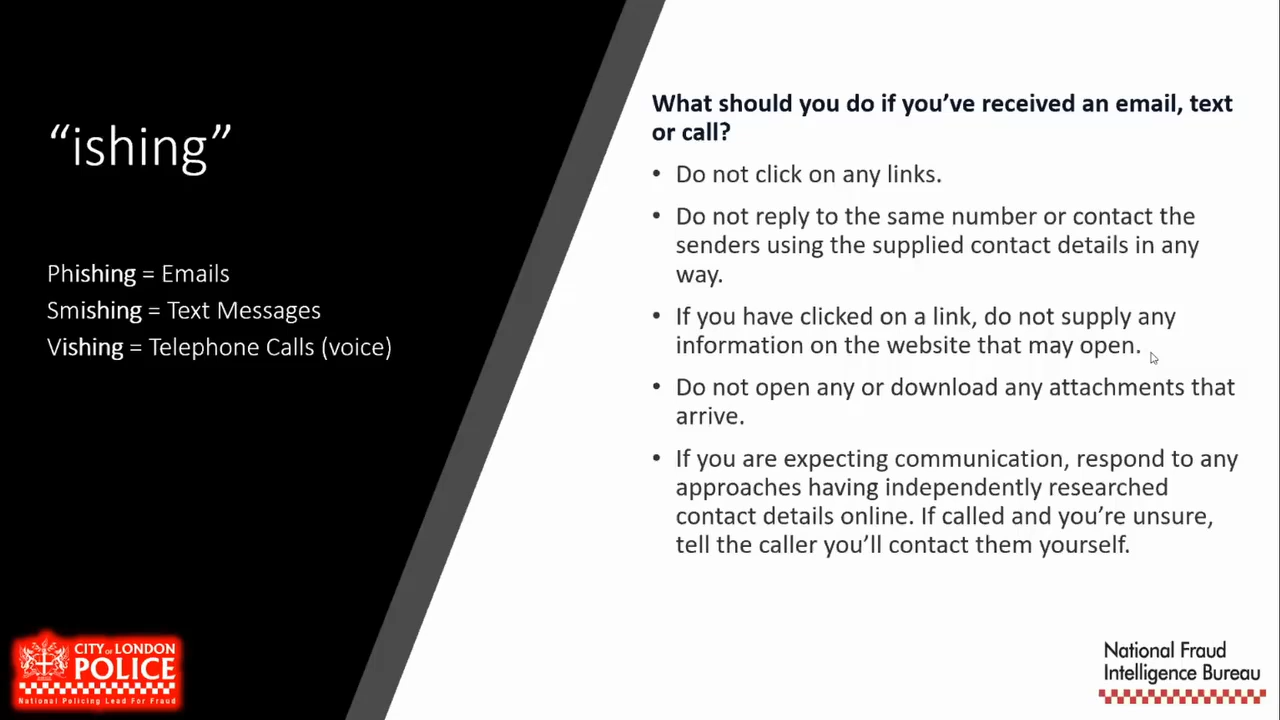 “ishing”
Phishing = Emails
Smishing = Text Messages
Vishing = Telephone Calls (voice)
What should you do if you’ve received an email, text
or call?
• Do not click on any links.
• Do not reply to the same number or contact the
senders using the supplied contact details in any
way.
• If you have clicked on a link, do not supply any
information on the website that may open.
• Do not open any or download any attachments that
arrive.
• If you are expecting communication, respond to any
approaches having independently researched
contact details online. If called and you’re unsure,
tell the caller you’ll contact them yourself.
CITY OF LONDON
POLICE
National Policing Lead For Fraud
National Fraud
Intelligence Bureau